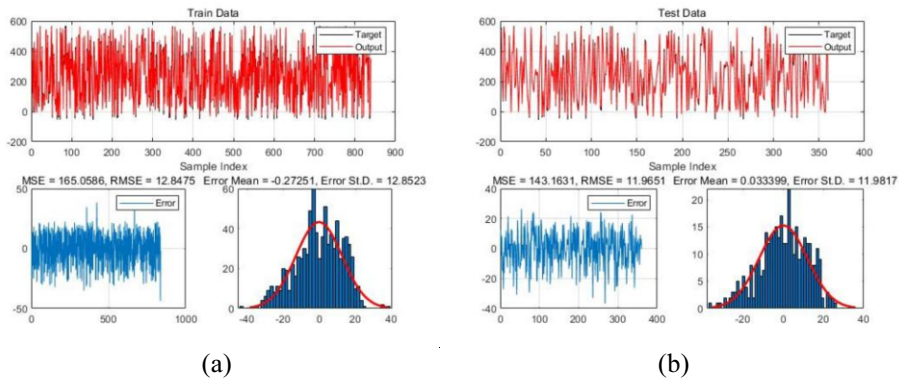 Train Data
600
400
200
0
-200
Target
Output
0 100 200 300 400 500 600 700 800 900
Sample Index
MSE = 165.0586, RMSE = 12.8475
50
0
-50
Error
0 500 1000
Error Mean = -0.27251, Error St.D. = 12.8523
60
40
20
0
-40 -20 0 20 40
(a)
Test Data
600
400
200
0
-200
Target
Output
0 50 100 150 200 250 300 350 400
Sample Index
MSE = 143.1631, RMSE = 11.9651
40
20
0
-20
-40
Error
0 100 200 300 400
Error Mean = 0.033399, Error St.D. = 11.9817
20
15
10
5
0
-20 0 20 40
(b)